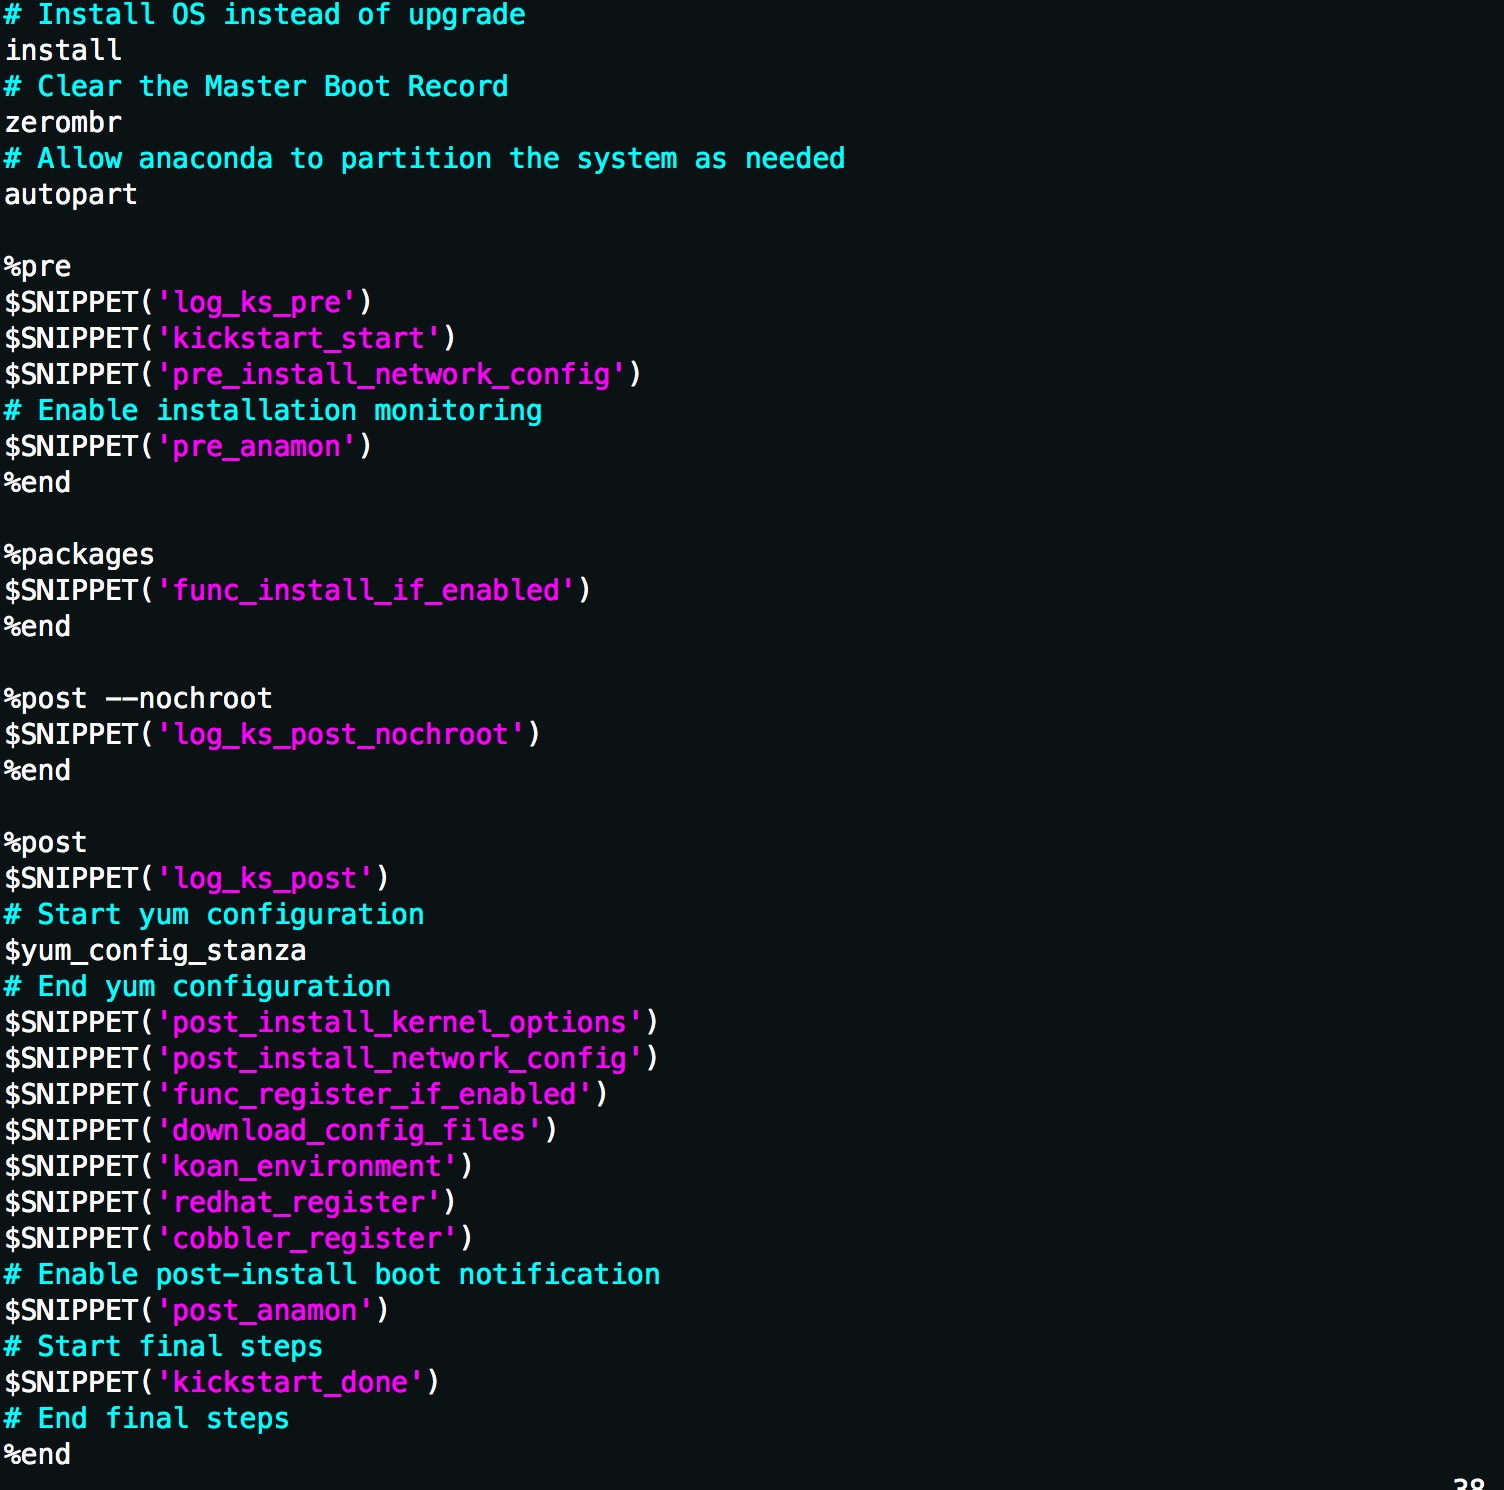 # Install OS instead of upgrade
install
# Clear the Master Boot Record
zerombr
# Allow anaconda to partition the system as needed
autopart

%pre
$SNIPPET('log_ks_pre')
$SNIPPET('kickstart_start')
$SNIPPET('pre_install_network_config')
# Enable installation monitoring
$SNIPPET('pre_anamon')
%end

%packages
$SNIPPET('func_install_if_enabled')
%end

%post --nochroot
$SNIPPET('log_ks_post_nochroot')
%end

%post
$SNIPPET('log_ks_post')
# Start yum configuration
$yum_config_stanza
# End yum configuration
$SNIPPET('post_install_kernel_options')
$SNIPPET('post_install_network_config')
$SNIPPET('func_register_if_enabled')
$SNIPPET('download_config_files')
$SNIPPET('koan_environment')
$SNIPPET('redhat_register')
$SNIPPET('cobbler_register')
# Enable post-install boot notification
$SNIPPET('post_anamon')
# Start final steps
$SNIPPET('kickstart_done')
# End final steps
%end